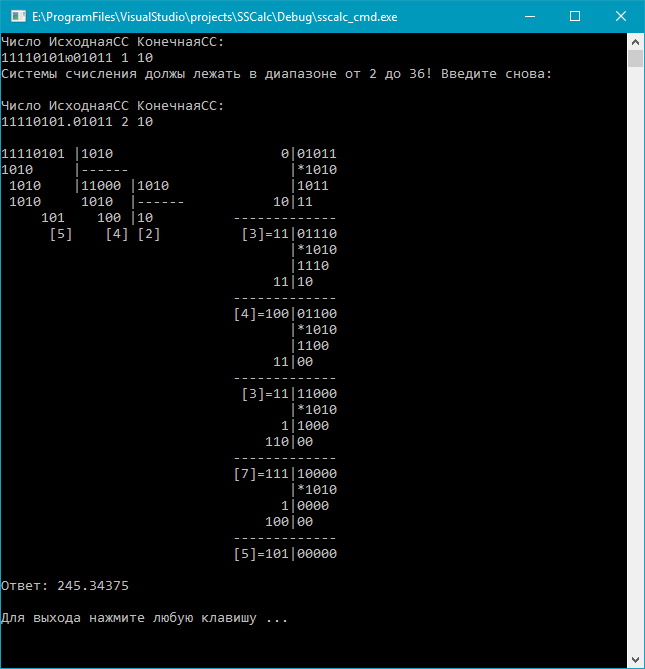 E:\ProgramFiles\VisualStudio\projects\SSCalc\Debug\sscalc_cmd.exe
Число ИсходнаяСС КонечнаяСС:
11110101ю01011 1 10
Системы счисления должы лежать в диапазоне от 2 до 36! Введите снова:

Число ИсходнаяСС КонечнаяСС:
11110101.01011 2 10

11110101 |1010                     0|01011
1010     |------                    |*1010
 1010    |11000 |1010               |1011
 1010     1010  |------           10|11
     101    100 |10          -------------
      [5]    [4] [2]          [3]=11|01110
                                    |*1010
                                    |1110
                                  11|10
                             -------------
                             [4]=100|01100
                                    |*1010
                                    |1100
                                  11|00
                             -------------
                              [3]=11|11000
                                    |*1010
                                   1|1000
                                 110|00
                             -------------
                             [7]=111|10000
                                    |*1010
                                   1|0000
                                 100|00
                             -------------
                             [5]=101|00000

Ответ: 245.34375

Для выхода нажмите любую клавишу ...